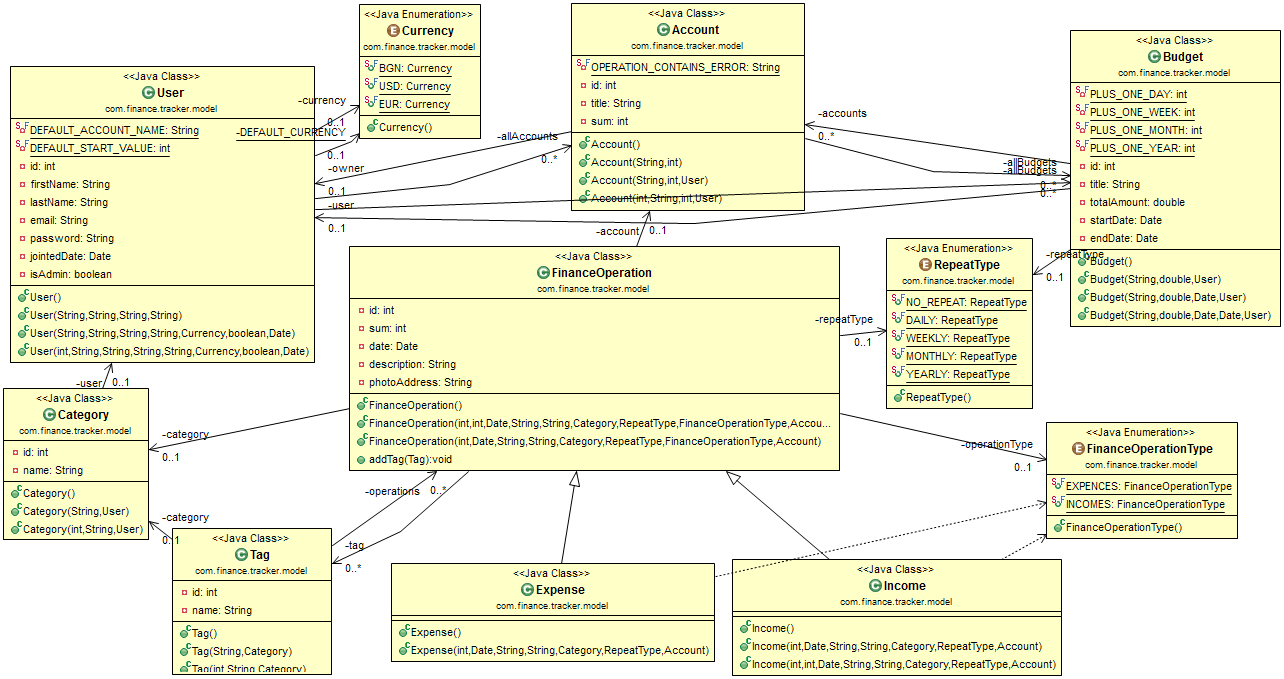 <<Java Enumeration>>
Currency
com.finance.tracker.model
BGN: Currency
USD: Currency
EUR: Currency
Currency()
<<Java Class>>
Account
com.finance.tracker.model
OPERATION_CONTAINS_ERROR: String
id: int
title: String
sum: int
Account()
Account(String,int)
Account(String,int,User)
Account(int,String,int,User)
<<Java Class>>
Budget
com.finance.tracker.model
PLUS_ONE_DAY: int
PLUS_ONE_WEEK: int
PLUS_ONE_MONTH: int
PLUS_ONE_YEAR: int
id: int
title: String
totalAmount: double
startDate: Date
endDate: Date
Budget()
Budget(String,double,User)
Budget(String,double,Date,User)
Budget(String,double,Date,Date,User)
<<Java Class>>
User
com.finance.tracker.model
DEFAULT_ACCOUNT_NAME: String
DEFAULT_START_VALUE: int
id: int
firstName: String
lastName: String
email: String
password: String
jointedDate: Date
isAdmin: boolean
User()
User(String,String,String,String)
User(String,String,String,String,Currency,boolean,Date)
User(int,String,String,String,String,Currency,boolean,Date)
-currency
0..1
-DEFAULT_CURRENCY
0..1
-allAccounts
0..*
-owner
0..1
-user
0..1
-accounts
0..*
-allBudgets
-allBudgets
0..*
0..*
-account
0..1
-repeatType
0..1
<<Java Class>>
FinanceOperation
com.finance.tracker.model
id: int
sum: int
date: Date
description: String
photoAddress: String
FinanceOperation()
FinanceOperation(int,int,Date,String,String,Category,RepeatType,FinanceOperationType,Accou...
FinanceOperation(int,Date,String,String,Category,RepeatType,FinanceOperationType,Account)
addTag(Tag):void
<<Java Enumeration>>
RepeatType
com.finance.tracker.model
NO_REPEAT: RepeatType
DAILY: RepeatType
WEEKLY: RepeatType
MONTHLY: RepeatType
YEARLY: RepeatType
RepeatType()
-repeatType
0..1
-user
0..1
<<Java Class>>
Category
com.finance.tracker.model
id: int
name: String
Category()
Category(String,User)
Category(int,String,User)
-category
0..1
-operations
0..*
-category
0..1
-tag
0..*
-operationType
0..1
<<Java Enumeration>>
FinanceOperationType
com.finance.tracker.model
EXPENCES: FinanceOperationType
INCOMES: FinanceOperationType
FinanceOperationType()
<<Java Class>>
Tag
com.finance.tracker.model
id: int
name: String
Tag()
Tag(String,Category)
Tag(int,String,Category)
<<Java Class>>
Expense
com.finance.tracker.model
Expense()
Expense(int,Date,String,String,Category,RepeatType,Account)
<<Java Class>>
Income
com.finance.tracker.model
Income()
Income(int,Date,String,String,Category,RepeatType,Account)
Income(int,int,Date,String,String,Category,RepeatType,Account)